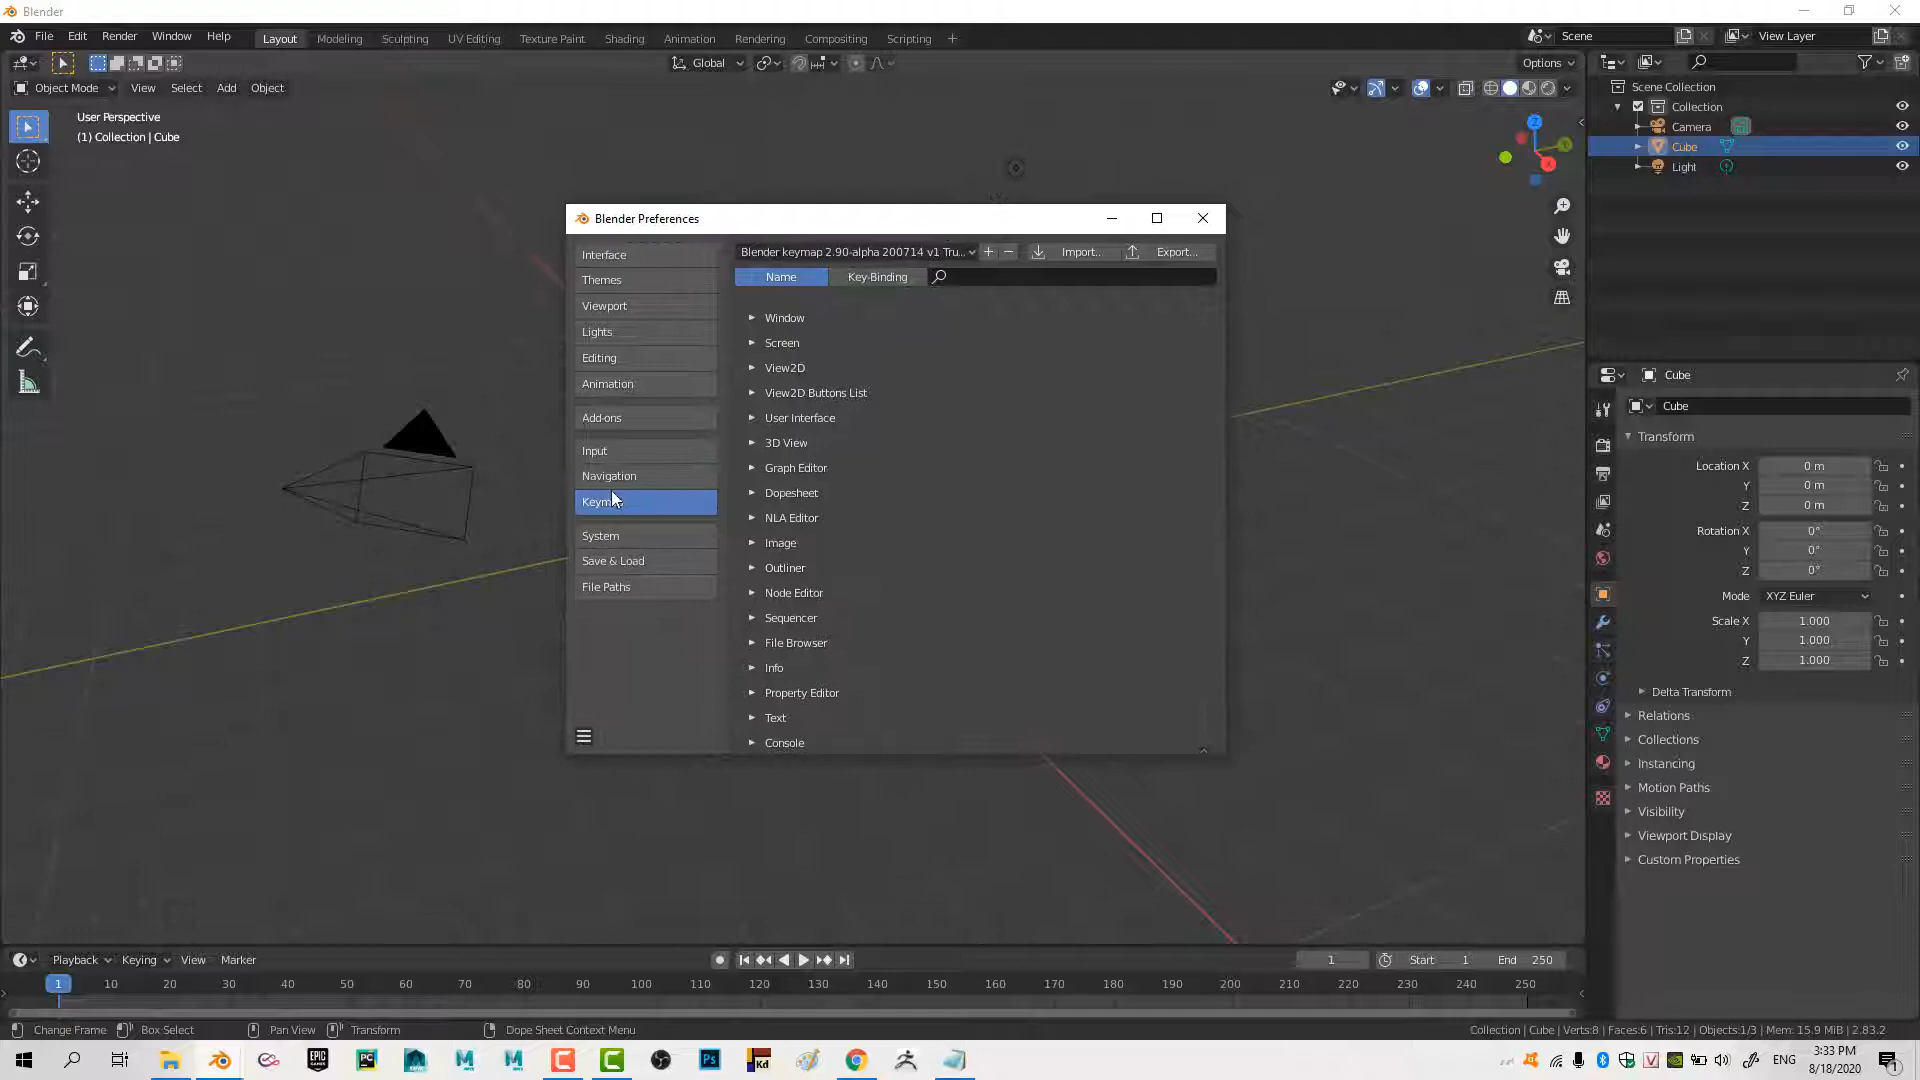 Blender
File Edit Render Window Help Layout Modeling Sculpting UV Editing Texture Paint Shading Animation Rendering Compositing Scripting Scene View Layer
Global Options
Object Mode View Select Add Object
User Perspective
(1) Collection | Cube
Scene Collection
Collection
Camera
Cube
Light
Z
X
Blender Preferences
Interface
Themes
Viewport
Lights
Editing
Animation
Add-ons
Input
Navigation
System
Save & Load
File Paths
Blender keymap 2.90-alpha 200714 v1 Tru... Import... Export...
Name Key-Binding
Window
Screen
View2D
View2D Buttons List
User Interface
3D View
Graph Editor
Dopesheet
NLA Editor
Image
Outliner
Node Editor
Sequencer
File Browser
Info
Property Editor
Text
Console
Cube
Cube
Transform
Location X 0 m
Y 0 m
Z 0 m
Rotation X 0°
Y 0°
Z 0°
Mode XYZ Euler
Scale X 1.000
Y 1.000
Z 1.000
Delta Transform
Relations
Collections
Instancing
Motion Paths
Visibility
Viewport Display
Custom Properties
Playback Keying View Marker 1 Start 1 End 250
1 10 20 30 40 50 60 70 80 90 100 110 120 130 140 150 160 170 180 190 200 210 220 230 240 250
Change Frame Box Select Pan View Transform Dope Sheet Context Menu Collection | Cube | Verts:8 | Faces:6 | Tris:12 | Objects:1/3 | Mem: 15.9 MiB | 2.83.2
EPIC GAMES PC M M Ps Kd V ENG 3:33 PM
8/18/2020